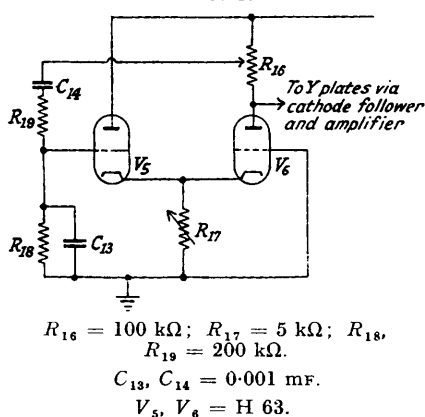 R16
To Y plates via
cathode follower
and amplifier
C14
R19
V5
V6
R17
R18
C13
R16 = 100 kΩ; R17 = 5 kΩ; R18,
R19 = 200 kΩ.
C13, C14 = 0·001 mF.
V5, V6 = H 63.